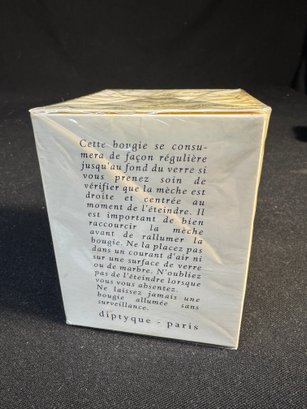 Cette bougie se consu-
mera de façon régulière
jusqu'au fond du verre si
vous prenez soin de
vérifier que la mèche est
droite et centrée au
moment de l'éteindre. Il
est important de bien
raccourcir la mèche
avant de rallumer la
bougie. Ne la placez pas
dans un courant d'air ni
sur une surface de verre
ou de marbre. N'oubliez
pas de l'éteindre lorsque
vous vous absentez.
Ne laissez jamais une
bougie allumée sans
surveillance.
diptyque - paris